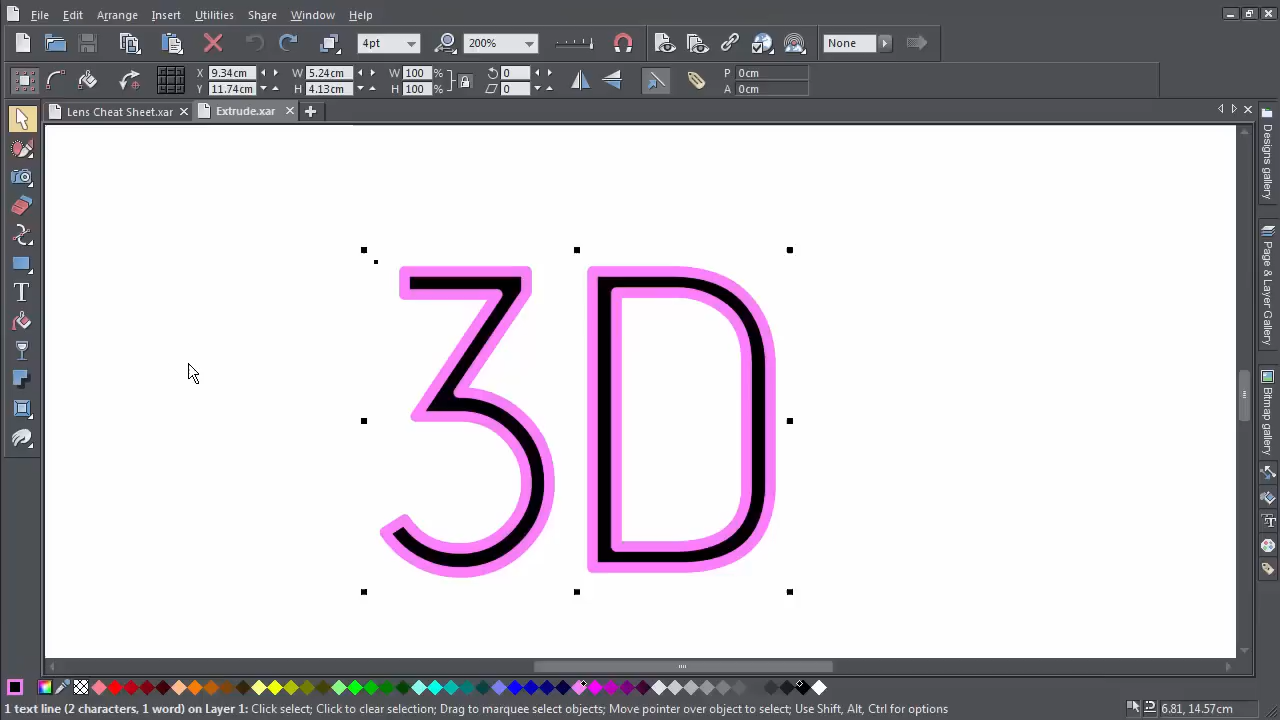 File Edit Arrange Insert Utilities Share Window Help
4pt 200% None
X 9.34cm W 5.24cm W 100 % 0 P 0cm
Y 11.74cm H 4.13cm H 100 % 0 A 0cm
Lens Cheat Sheet.xar Extrude.xar
3D
Designs gallery
Page & Layer Gallery
Bitmap gallery
1 text line (2 characters, 1 word) on Layer 1: Click select; Click to clear selection; Drag to marquee select objects; Move pointer over object to select; Use Shift, Alt, Ctrl for options 6.81, 14.57cm